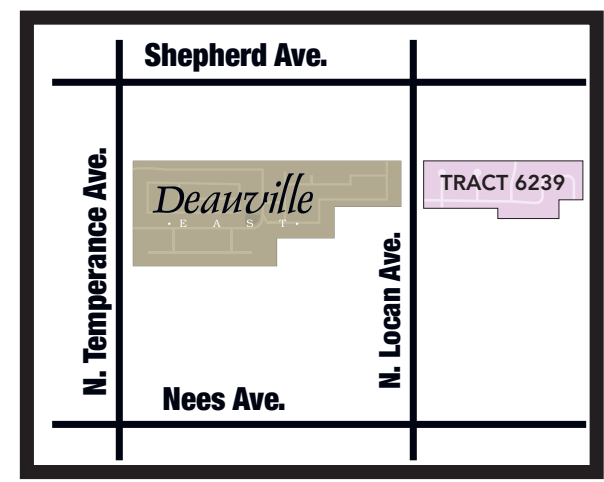 Shepherd Ave.
N. Temperance Ave.
Deauville
· E A S T ·
TRACT 6239
N. Locan Ave.
Nees Ave.